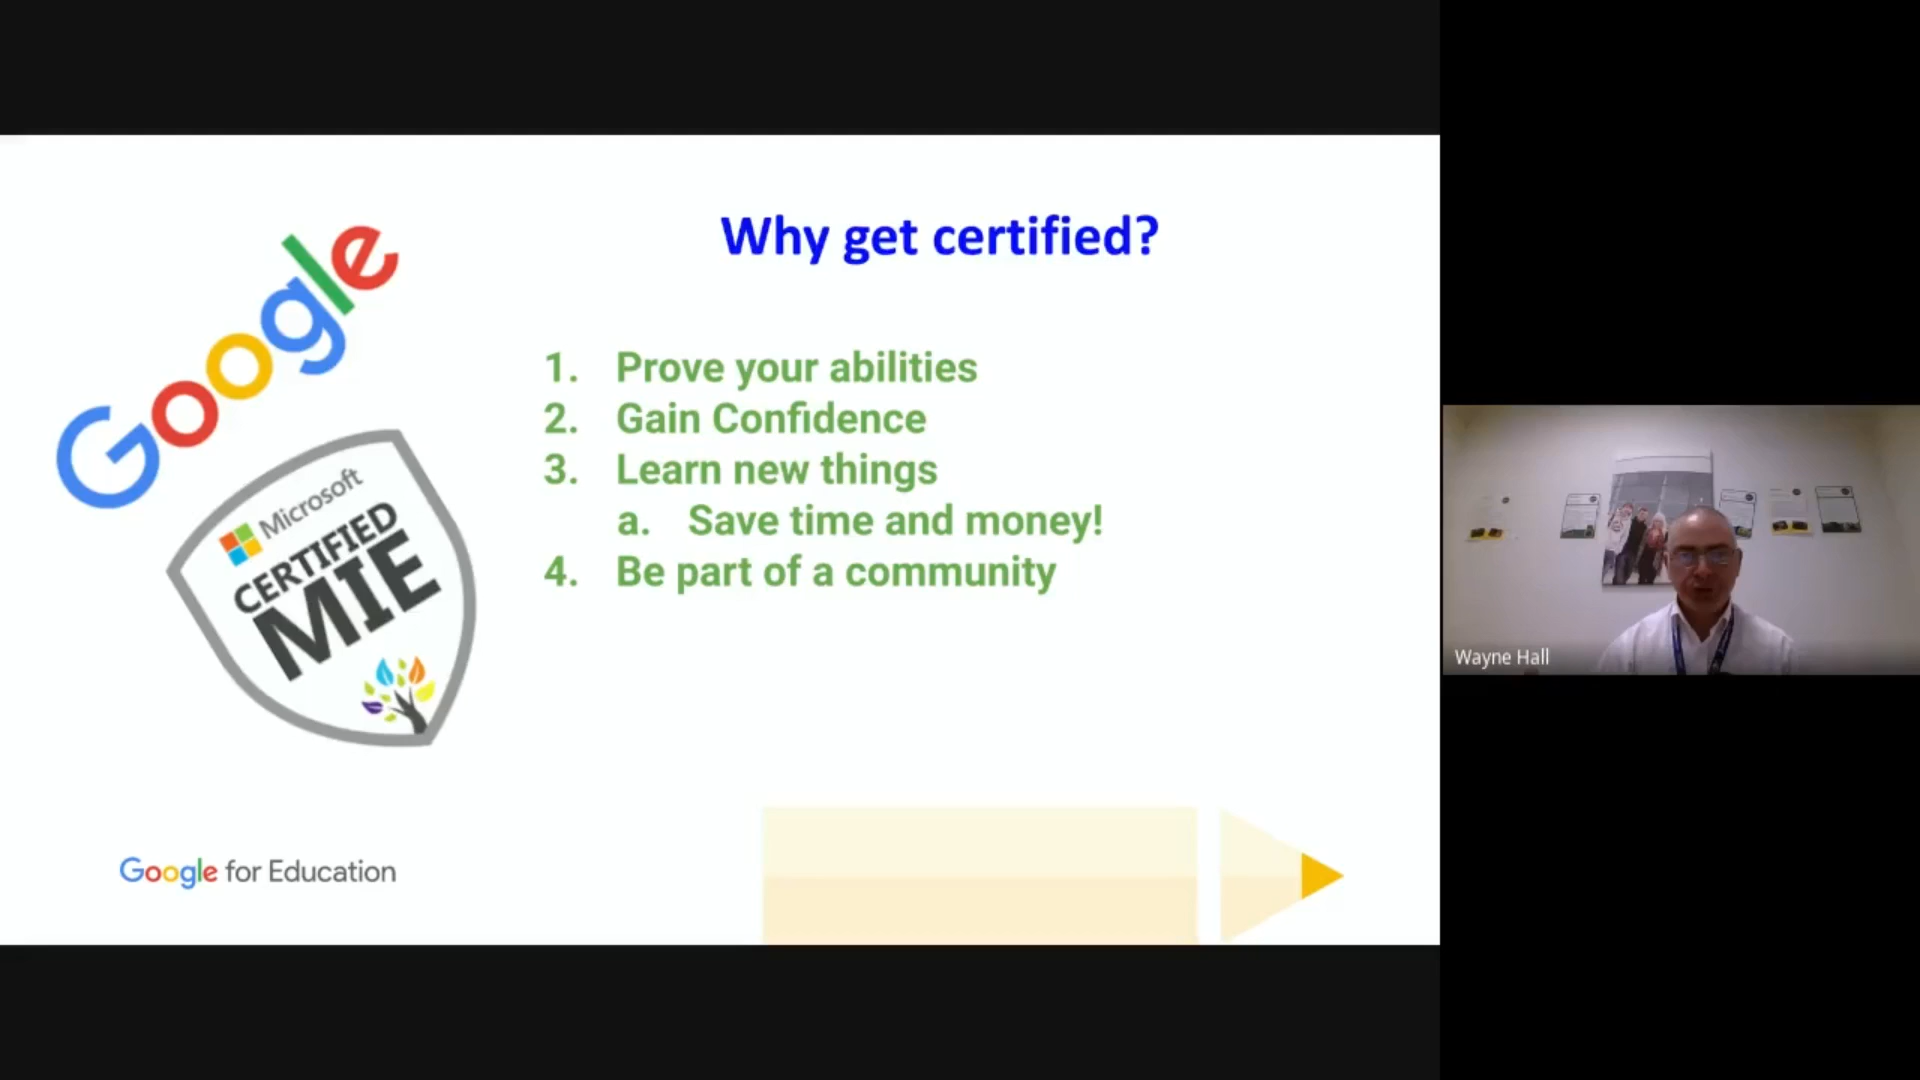 Why get certified?
Google
1. Prove your abilities
2. Gain Confidence
3. Learn new things
a. Save time and money!
4. Be part of a community
Microsoft
CERTIFIED
MIE
Google for Education
Wayne Hall